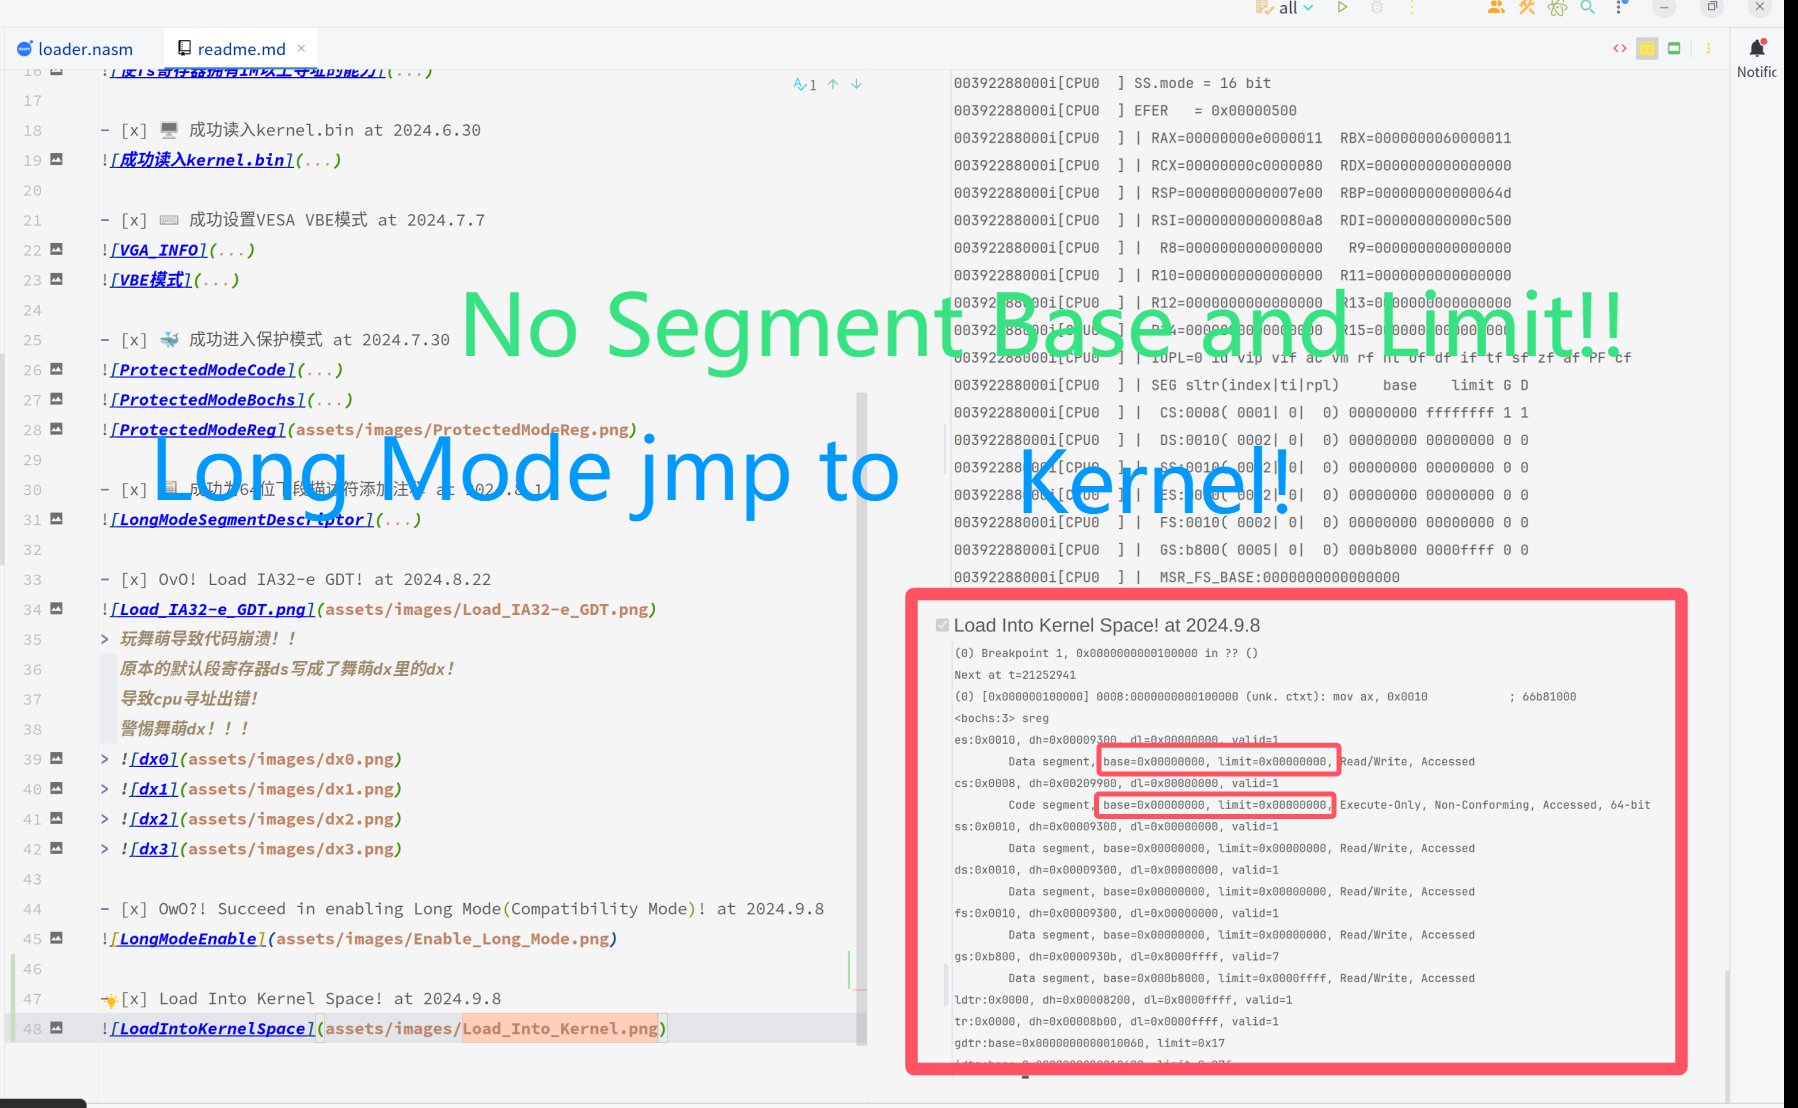 all
loader.nasm
readme.md
Notific
1
16 ![使fs寄存器拥有1M以上寻址的能力](...)
17
18 - [x] 🖥️ 成功读入kernel.bin at 2024.6.30
19 ![成功读入kernel.bin](...)
20
21 - [x] ⌨️ 成功设置VESA VBE模式 at 2024.7.7
22 ![VGA_INFO](...)
23 ![VBE模式](...)
24
25 - [x] 🐳 成功进入保护模式 at 2024.7.30
26 ![ProtectedModeCode](...)
27 ![ProtectedModeBochs](...)
28 ![ProtectedModeReg](assets/images/ProtectedModeReg.png)
29
30 - [x] 成功为64位下段描述符添加注释 at
31 ![LongModeSegmentDescriptor](...)
32
33 - [x] OvO! Load IA32-e GDT! at 2024.8.22
34 ![Load_IA32-e_GDT.png](assets/images/Load_IA32-e_GDT.png)
35 > 玩舞萌导致代码崩溃！！
36 原本的默认段寄存器ds写成了舞萌dx里的dx!
37 导致cpu寻址出错!
38 警惕舞萌dx！！！
39 > ![dx0](assets/images/dx0.png)
40 > ![dx1](assets/images/dx1.png)
41 > ![dx2](assets/images/dx2.png)
42 > ![dx3](assets/images/dx3.png)
43
44 - [x] OwO?! Succeed in enabling Long Mode(Compatibility Mode)! at 2024.9.8
45 ![LongModeEnable](assets/images/Enable_Long_Mode.png)
46
47 [x] Load Into Kernel Space! at 2024.9.8
48 ![LoadIntoKernelSpace](assets/images/Load_Into_Kernel.png)
No Segment Base and Limit!!
Long Mode jmp to Kernel!
00392288000i[CPU0 ] SS.mode = 16 bit
00392288000i[CPU0 ] EFER = 0x00000500
00392288000i[CPU0 ] | RAX=00000000e0000011 RBX=0000000060000011
00392288000i[CPU0 ] | RCX=00000000c0000080 RDX=0000000000000000
00392288000i[CPU0 ] | RSP=0000000000007e00 RBP=000000000000064d
00392288000i[CPU0 ] | RSI=00000000000080a8 RDI=000000000000c500
00392288000i[CPU0 ] | R8=0000000000000000 R9=0000000000000000
00392288000i[CPU0 ] | R10=0000000000000000 R11=0000000000000000
00392288000i[CPU0 ] | R12=0000000000000000 R13=0000000000000000
00392288000i[CPU0 ] | R14=0000000000000000 R15=0000000000000000
00392288000i[CPU0 ] | IOPL=0 id vip vif ac vm rf nt of df if tf sf zf af PF cf
00392288000i[CPU0 ] | SEG sltr(index|ti|rpl) base limit G D
00392288000i[CPU0 ] | CS:0008( 0001| 0| 0) 00000000 ffffffff 1 1
00392288000i[CPU0 ] | DS:0010( 0002| 0| 0) 00000000 00000000 0 0
00392288000i[CPU0 ] | SS:0010( 0002| 0| 0) 00000000 00000000 0 0
00392288000i[CPU0 ] | ES:0010( 0002| 0| 0) 00000000 00000000 0 0
00392288000i[CPU0 ] | FS:0010( 0002| 0| 0) 00000000 00000000 0 0
00392288000i[CPU0 ] | GS:b800( 0005| 0| 0) 000b8000 0000ffff 0 0
00392288000i[CPU0 ] | MSR_FS_BASE:0000000000000000
Load Into Kernel Space! at 2024.9.8
(0) Breakpoint 1, 0x0000000000100000 in ?? ()
Next at t=21252941
(0) [0x000000100000] 0008:0000000000100000 (unk. ctxt): mov ax, 0x0010 ; 66b81000
<bochs:3> sreg
es:0x0010, dh=0x00009300, dl=0x00000000, valid=1
Data segment, base=0x00000000, limit=0x00000000, Read/Write, Accessed
cs:0x0008, dh=0x00209900, dl=0x00000000, valid=1
Code segment, base=0x00000000, limit=0x00000000, Execute-Only, Non-Conforming, Accessed, 64-bit
ss:0x0010, dh=0x00009300, dl=0x00000000, valid=1
Data segment, base=0x00000000, limit=0x00000000, Read/Write, Accessed
ds:0x0010, dh=0x00009300, dl=0x00000000, valid=1
Data segment, base=0x00000000, limit=0x00000000, Read/Write, Accessed
fs:0x0010, dh=0x00009300, dl=0x00000000, valid=1
Data segment, base=0x00000000, limit=0x00000000, Read/Write, Accessed
gs:0xb800, dh=0x0000930b, dl=0x8000ffff, valid=7
Data segment, base=0x000b8000, limit=0x0000ffff, Read/Write, Accessed
ldtr:0x0000, dh=0x00008200, dl=0x0000ffff, valid=1
tr:0x0000, dh=0x00008b00, dl=0x0000ffff, valid=1
gdtr:base=0x0000000000010060, limit=0x17